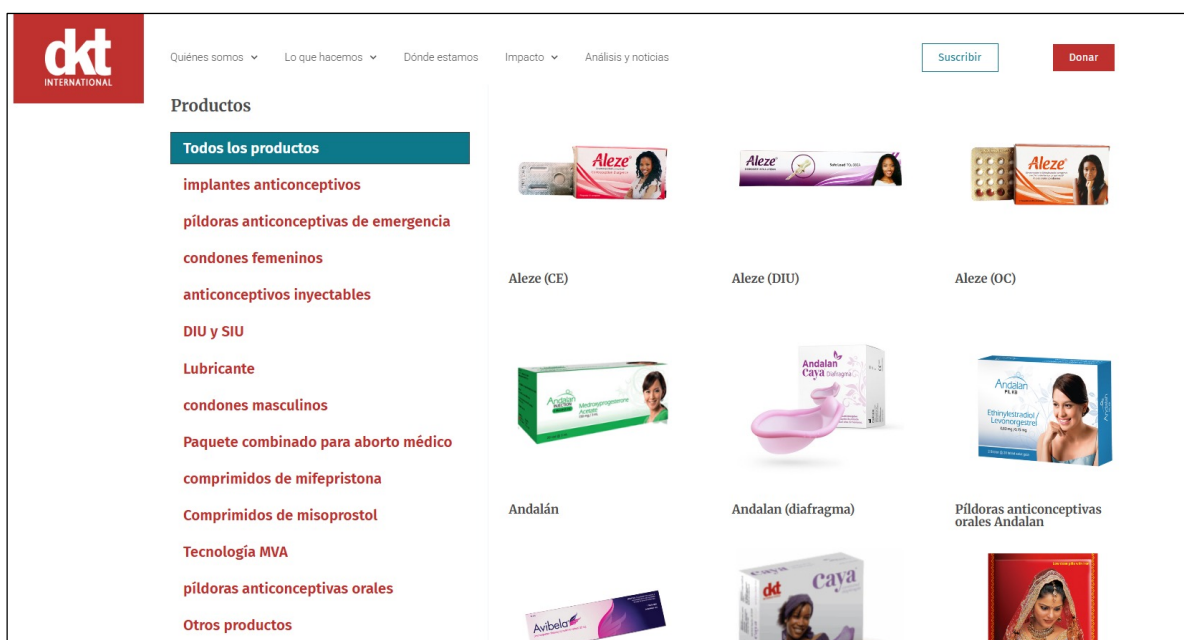 dkt
INTERNATIONAL
Quiénes somos
Lo que hacemos
Dónde estamos
Impacto
Análisis y noticias
Suscribir
Donar
Productos
Todos los productos
implantes anticonceptivos
píldoras anticonceptivas de emergencia
condones femeninos
anticonceptivos inyectables
DIU y SIU
Lubricante
condones masculinos
Paquete combinado para aborto médico
comprimidos de mifepristona
Comprimidos de misoprostol
Tecnología MVA
píldoras anticonceptivas orales
Otros productos
Aleze
Aleze
Aleze
Aleze (CE)
Aleze (DIU)
Aleze (OC)
Andalan
INJECTION
Medroxyprogesterone
Acetate
Andalan
Caya Diafragma
Andalan
Ethinylestradiol /
Levonorgestrel
Andalán
Andalan (diafragma)
Píldoras anticonceptivas
orales Andalan
Avibela
dkt
caya